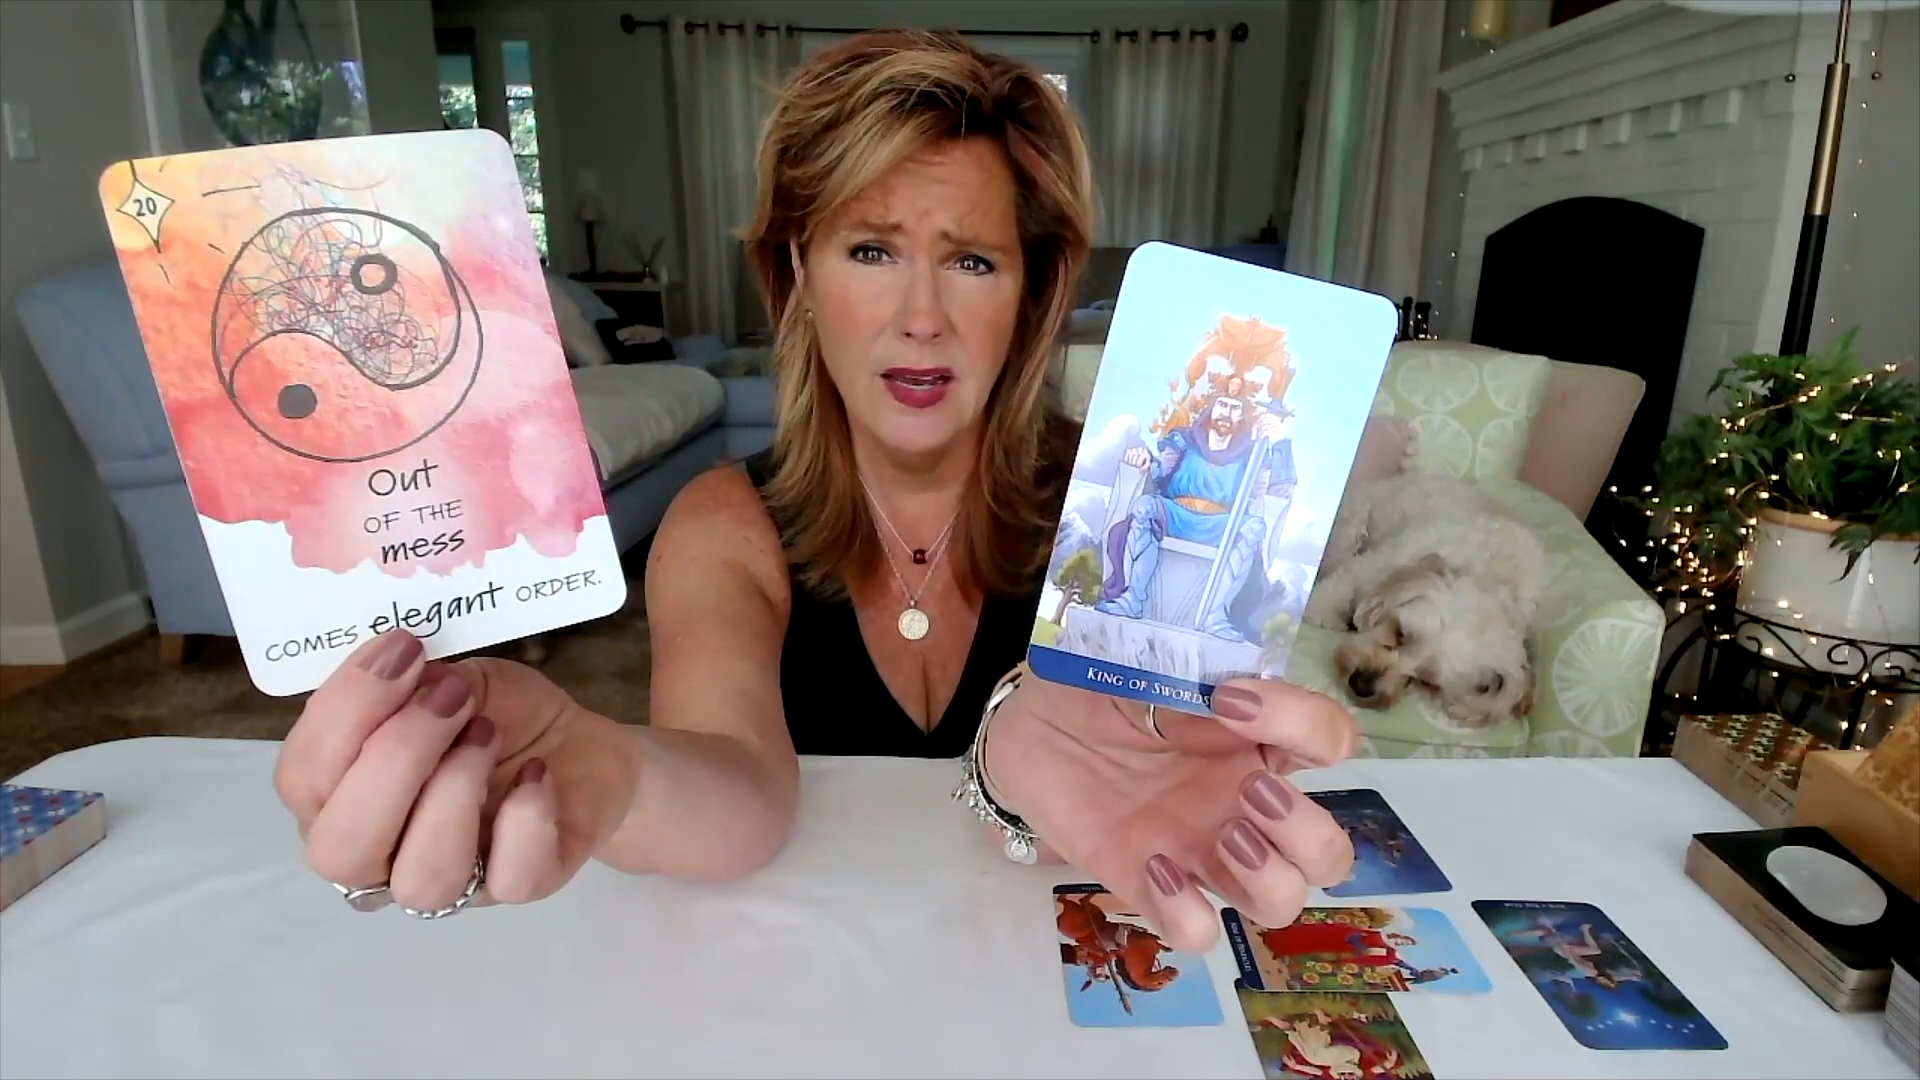 20
Out
OF THE
mess
COMES elegant ORDER.
KING OF SWORDS